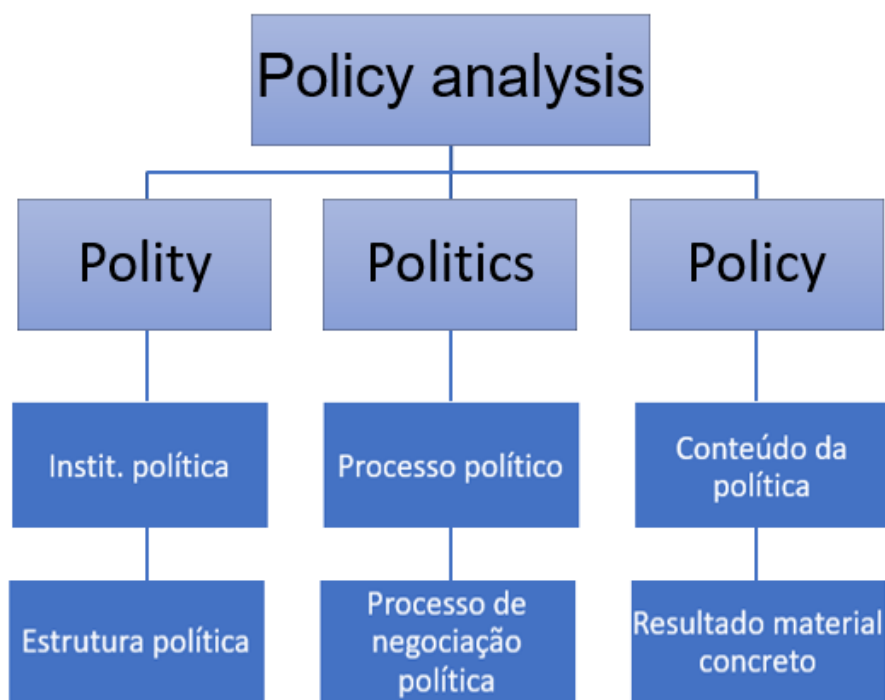 Policy analysis
Polity
Politics
Policy
Instit. política
Processo político
Conteúdo da
política
Estrutura política
Processo de
negociação
política
Resultado material
concreto